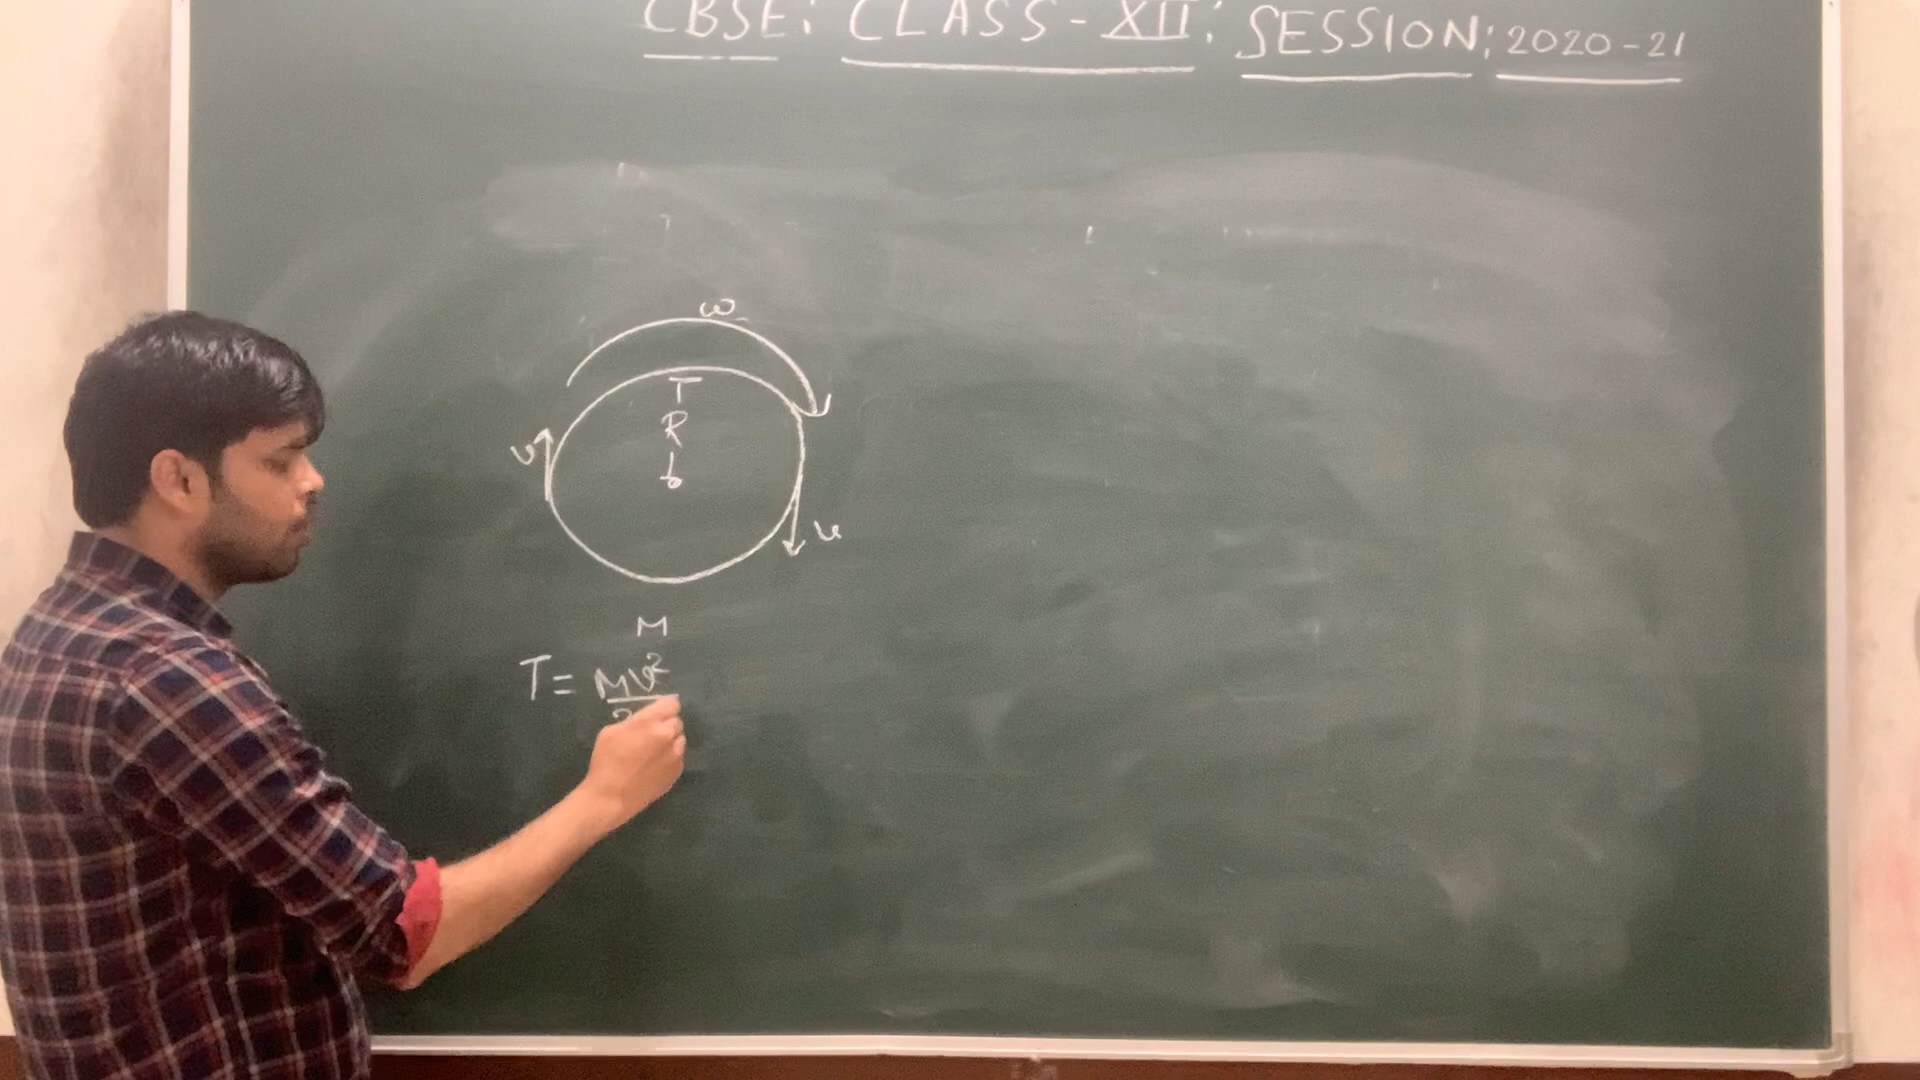 CBSE: CLASS-XII: SESSION: 2020-21
ω
T
R
v
v
M
T = Mv²